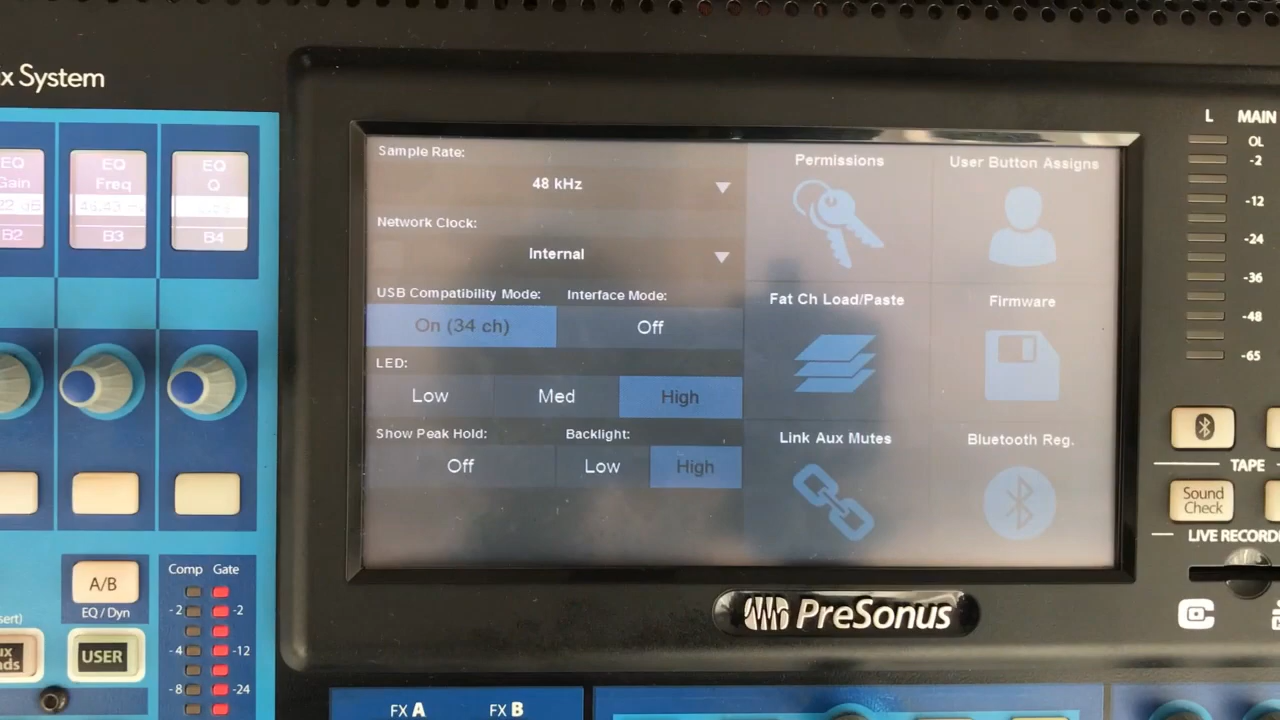 x System
EQ
Gain
B2
EQ
Freq
B3
EQ
Q
B4
Sample Rate:
48 kHz
Network Clock:
Internal
USB Compatibility Mode: Interface Mode:
On (34 ch) Off
LED:
Low Med High
Show Peak Hold: Backlight:
Off Low High
Permissions User Button Assigns
Fat Ch Load/Paste Firmware
Link Aux Mutes Bluetooth Reg.
L MAIN
OL
-2
-12
-24
-36
-48
-65
TAPE
Sound
Check
LIVE RECORD
PreSonus
A/B
EQ / Dyn
USER
Comp Gate
-2 -2
-4 -12
-8 -24
FX A FX B